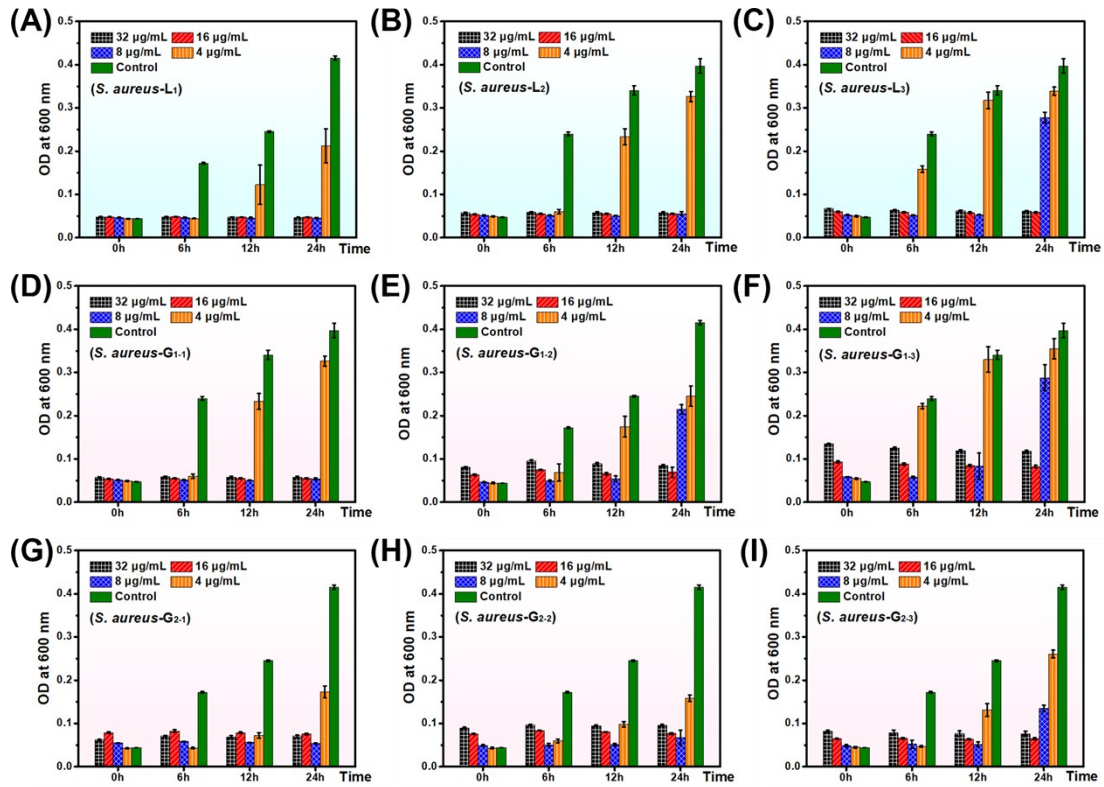 (A)
0.5
0.4
0.3
0.2
0.1
0.0
OD at 600 nm
32 μg/mL 16 μg/mL
8 μg/mL 4 μg/mL
Control
(S. aureus-L1)
0h 6h 12h 24h Time
(B)
0.5
0.4
0.3
0.2
0.1
0.0
OD at 600 nm
32 μg/mL 16 μg/mL
8 μg/mL 4 μg/mL
Control
(S. aureus-L2)
0h 6h 12h 24h Time
(C)
0.5
0.4
0.3
0.2
0.1
0.0
OD at 600 nm
32 μg/mL 16 μg/mL
8 μg/mL 4 μg/mL
Control
(S. aureus-L3)
0h 6h 12h 24h Time
(D)
0.5
0.4
0.3
0.2
0.1
0.0
OD at 600 nm
32 μg/mL 16 μg/mL
8 μg/mL 4 μg/mL
Control
(S. aureus-G1-1)
0h 6h 12h 24h Time
(E)
0.5
0.4
0.3
0.2
0.1
0.0
OD at 600 nm
32 μg/mL 16 μg/mL
8 μg/mL 4 μg/mL
Control
(S. aureus-G1-2)
0h 6h 12h 24h Time
(F)
0.5
0.4
0.3
0.2
0.1
0.0
OD at 600 nm
32 μg/mL 16 μg/mL
8 μg/mL 4 μg/mL
Control
(S. aureus-G1-3)
0h 6h 12h 24h Time
(G)
0.5
0.4
0.3
0.2
0.1
0.0
OD at 600 nm
32 μg/mL 16 μg/mL
8 μg/mL 4 μg/mL
Control
(S. aureus-G2-1)
0h 6h 12h 24h Time
(H)
0.5
0.4
0.3
0.2
0.1
0.0
OD at 600 nm
32 μg/mL 16 μg/mL
8 μg/mL 4 μg/mL
Control
(S. aureus-G2-2)
0h 6h 12h 24h Time
(I)
0.5
0.4
0.3
0.2
0.1
0.0
OD at 600 nm
32 μg/mL 16 μg/mL
8 μg/mL 4 μg/mL
Control
(S. aureus-G2-3)
0h 6h 12h 24h Time